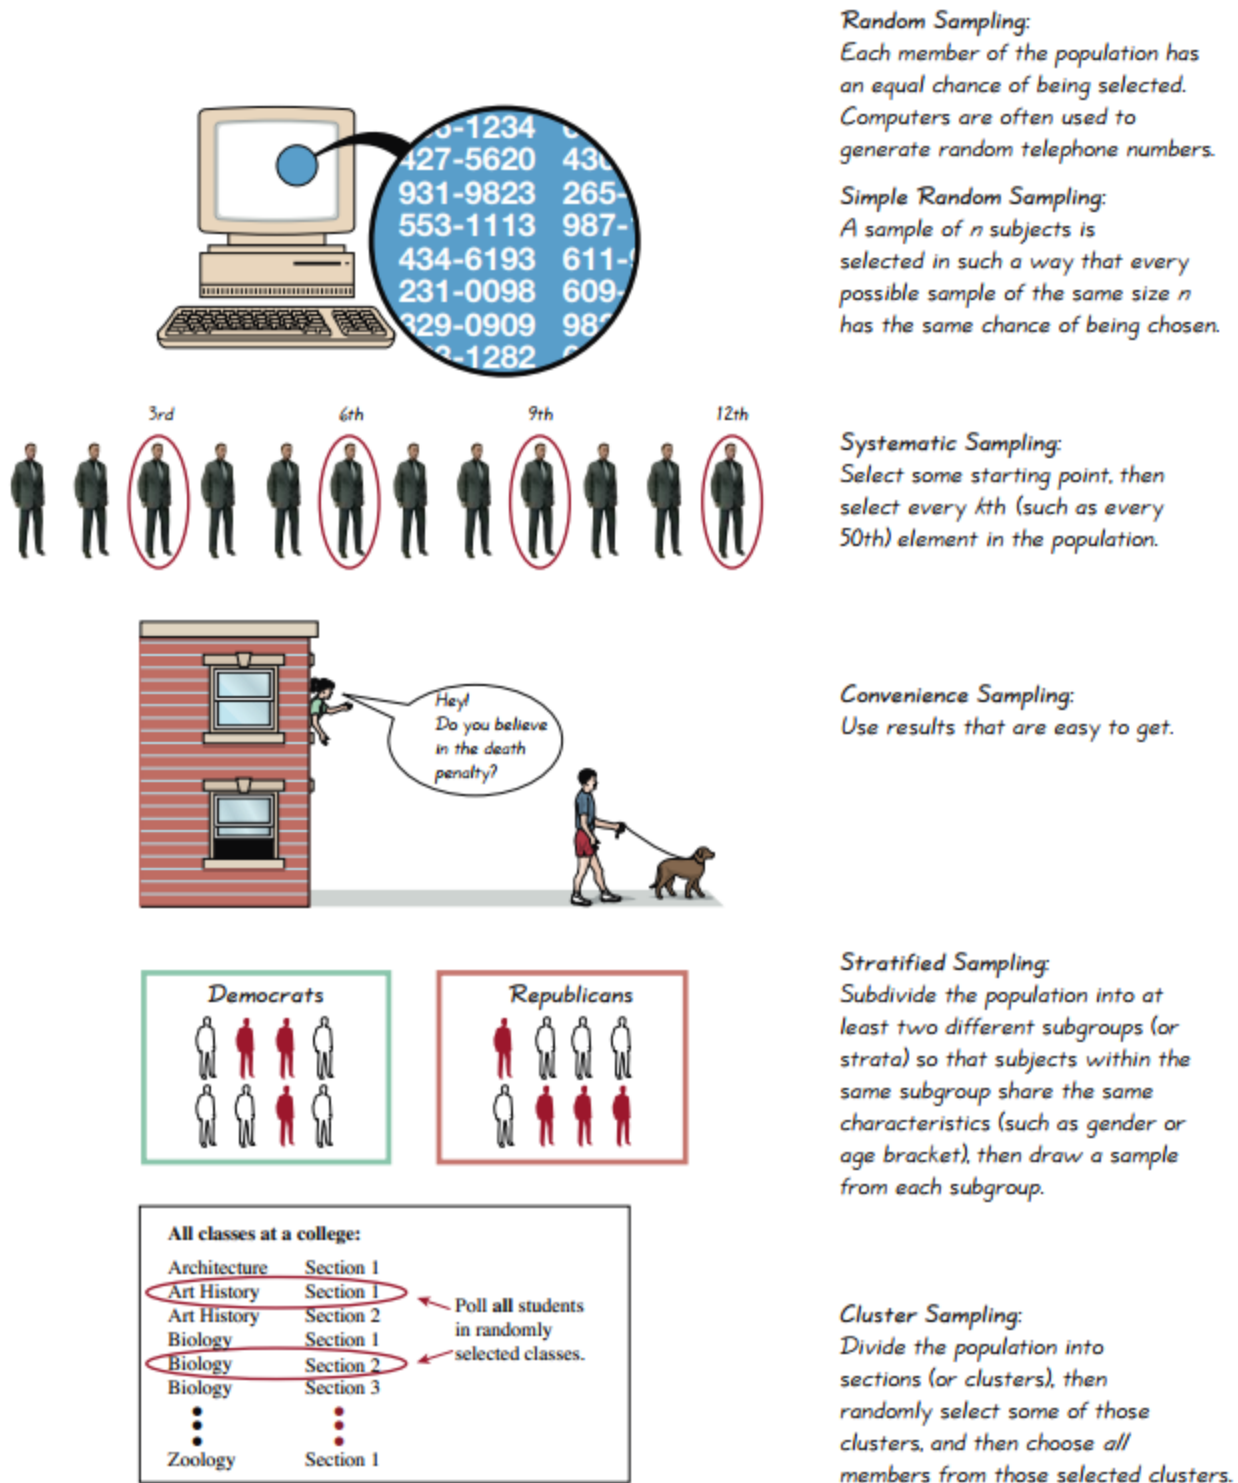 Random Sampling:
Each member of the population has
an equal chance of being selected.
Computers are often used to
generate random telephone numbers.
Simple Random Sampling:
A sample of n subjects is
selected in such a way that every
possible sample of the same size n
has the same chance of being chosen.
-1234
427-5620 430
931-9823 265-
553-1113 987-
434-6193 611-
231-0098 609-
329-0909 98
-1282
3rd 6th 9th 12th
Systematic Sampling:
Select some starting point, then
select every kth (such as every
50th) element in the population.
Hey!
Do you believe
in the death
penalty?
Convenience Sampling:
Use results that are easy to get.
Democrats
Republicans
Stratified Sampling:
Subdivide the population into at
least two different subgroups (or
strata) so that subjects within the
same subgroup share the same
characteristics (such as gender or
age bracket), then draw a sample
from each subgroup.
All classes at a college:
Architecture Section 1
Art History Section 1
Art History Section 2
Biology Section 1
Biology Section 2
Biology Section 3
Zoology Section 1
Poll all students
in randomly
selected classes.
Cluster Sampling:
Divide the population into
sections (or clusters), then
randomly select some of those
clusters, and then choose all
members from those selected clusters.